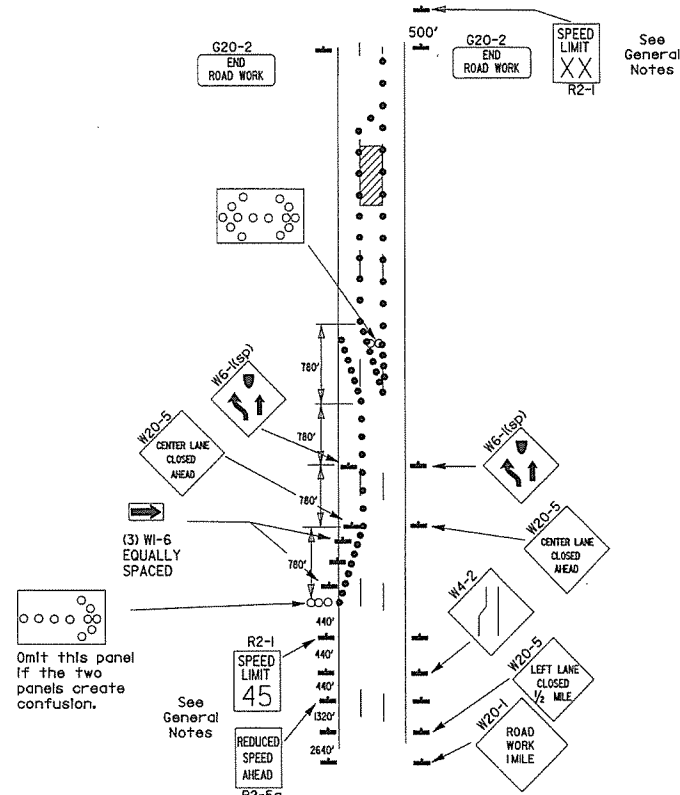 500'
G20-2
END
ROAD WORK
G20-2
END
ROAD WORK
SPEED
LIMIT
XX
R2-1
See
General
Notes
780'
W6-1(sp)
W6-1(sp)
780'
W20-5
CENTER LANE
CLOSED
AHEAD
780'
W20-5
CENTER LANE
CLOSED
AHEAD
(3) W1-6
EQUALLY
SPACED
780'
W4-2
440'
R2-1
SPEED
LIMIT
45
440'
Omit this panel
if the two
panels create
confusion.
440'
W20-5
LEFT LANE
CLOSED
1/2 MILE
See
General
Notes
1320'
W20-1
ROAD
WORK
1 MILE
REDUCED
SPEED
AHEAD
2640'
R2-5a